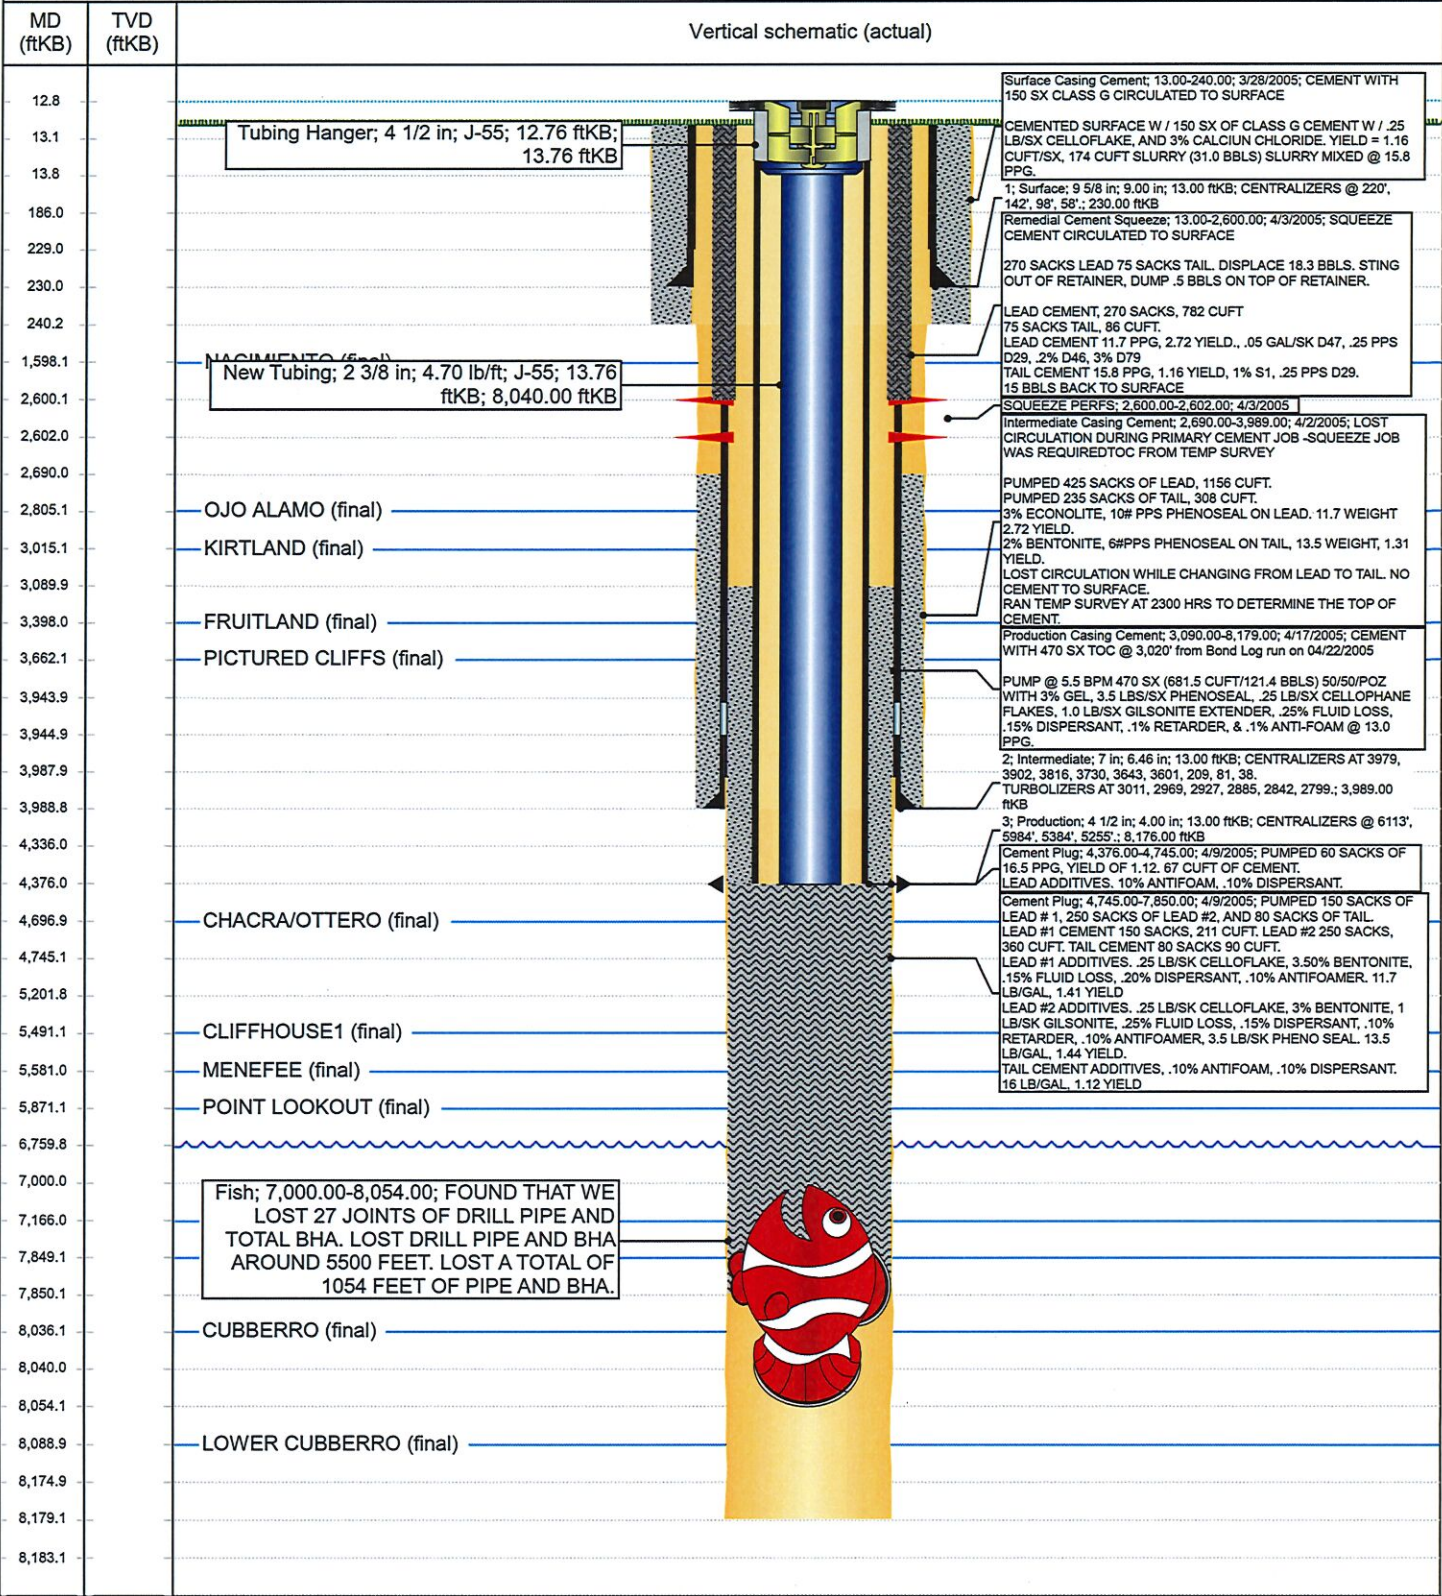 MD
(ftKB)
TVD
(ftKB)
Vertical schematic (actual)
12.8
13.1
13.8
186.0
229.0
230.0
240.2
1,598.1
2,600.1
2,602.0
2,690.0
2,805.1
3,015.1
3,089.9
3,398.0
3,662.1
3,943.9
3,944.9
3,987.9
3,988.8
4,336.0
4,376.0
4,696.9
4,745.1
5,201.8
5,491.1
5,581.0
5,871.1
6,759.8
7,000.0
7,166.0
7,849.1
7,850.1
8,036.1
8,040.0
8,054.1
8,088.9
8,174.9
8,179.1
8,183.1
Tubing Hanger; 4 1/2 in; J-55; 12.76 ftKB;
13.76 ftKB
NACIMIENTO (final)
New Tubing; 2 3/8 in; 4.70 lb/ft; J-55; 13.76
ftKB; 8,040.00 ftKB
OJO ALAMO (final)
KIRTLAND (final)
FRUITLAND (final)
PICTURED CLIFFS (final)
CHACRA/OTTERO (final)
CLIFFHOUSE1 (final)
MENEFEE (final)
POINT LOOKOUT (final)
Fish; 7,000.00-8,054.00; FOUND THAT WE
LOST 27 JOINTS OF DRILL PIPE AND
TOTAL BHA. LOST DRILL PIPE AND BHA
AROUND 5500 FEET. LOST A TOTAL OF
1054 FEET OF PIPE AND BHA.
CUBBERRO (final)
LOWER CUBBERRO (final)
Surface Casing Cement; 13.00-240.00; 3/28/2005; CEMENT WITH
150 SX CLASS G CIRCULATED TO SURFACE
CEMENTED SURFACE W / 150 SX OF CLASS G CEMENT W / .25
LB/SX CELLOFLAKE, AND 3% CALCIUN CHLORIDE. YIELD = 1.16
CUFT/SX, 174 CUFT SLURRY (31.0 BBLS) SLURRY MIXED @ 15.8
PPG.
1; Surface; 9 5/8 in; 9.00 in; 13.00 ftKB; CENTRALIZERS @ 220',
142', 98', 58'.; 230.00 ftKB
Remedial Cement Squeeze; 13.00-2,600.00; 4/3/2005; SQUEEZE
CEMENT CIRCULATED TO SURFACE
270 SACKS LEAD 75 SACKS TAIL. DISPLACE 18.3 BBLS. STING
OUT OF RETAINER, DUMP .5 BBLS ON TOP OF RETAINER.
LEAD CEMENT, 270 SACKS, 782 CUFT
75 SACKS TAIL, 86 CUFT.
LEAD CEMENT 11.7 PPG, 2.72 YIELD., .05 GAL/SK D47, .25 PPS
D29, .2% D46, 3% D79
TAIL CEMENT 15.8 PPG, 1.16 YIELD, 1% S1, .25 PPS D29.
15 BBLS BACK TO SURFACE
SQUEEZE PERFS; 2,600.00-2,602.00; 4/3/2005
Intermediate Casing Cement; 2,690.00-3,989.00; 4/2/2005; LOST
CIRCULATION DURING PRIMARY CEMENT JOB -SQUEEZE JOB
WAS REQUIREDTOC FROM TEMP SURVEY
PUMPED 425 SACKS OF LEAD, 1156 CUFT.
PUMPED 235 SACKS OF TAIL, 308 CUFT.
3% ECONOLITE, 10# PPS PHENOSEAL ON LEAD. 11.7 WEIGHT
2.72 YIELD.
2% BENTONITE, 6#PPS PHENOSEAL ON TAIL, 13.5 WEIGHT, 1.31
YIELD.
LOST CIRCULATION WHILE CHANGING FROM LEAD TO TAIL. NO
CEMENT TO SURFACE.
RAN TEMP SURVEY AT 2300 HRS TO DETERMINE THE TOP OF
CEMENT.
Production Casing Cement; 3,090.00-8,179.00; 4/17/2005; CEMENT
WITH 470 SX TOC @ 3,020' from Bond Log run on 04/22/2005
PUMP @ 5.5 BPM 470 SX (681.5 CUFT/121.4 BBLS) 50/50/POZ
WITH 3% GEL, 3.5 LBS/SX PHENOSEAL, .25 LB/SX CELLOPHANE
FLAKES, 1.0 LB/SX GILSONITE EXTENDER, .25% FLUID LOSS,
.15% DISPERSANT, .1% RETARDER, & .1% ANTI-FOAM @ 13.0
PPG.
2; Intermediate; 7 in; 6.46 in; 13.00 ftKB; CENTRALIZERS AT 3979,
3902, 3816, 3730, 3643, 3601, 209, 81, 38.
TURBOLIZERS AT 3011, 2969, 2927, 2885, 2842, 2799.; 3,989.00
ftKB
3; Production; 4 1/2 in; 4.00 in; 13.00 ftKB; CENTRALIZERS @ 6113',
5984', 5384', 5255'.; 8,176.00 ftKB
Cement Plug; 4,376.00-4,745.00; 4/9/2005; PUMPED 60 SACKS OF
16.5 PPG, YIELD OF 1.12. 67 CUFT OF CEMENT.
LEAD ADDITIVES. 10% ANTIFOAM, .10% DISPERSANT.
Cement Plug; 4,745.00-7,850.00; 4/9/2005; PUMPED 150 SACKS OF
LEAD # 1, 250 SACKS OF LEAD #2, AND 80 SACKS OF TAIL.
LEAD #1 CEMENT 150 SACKS, 211 CUFT. LEAD #2 250 SACKS,
360 CUFT. TAIL CEMENT 80 SACKS 90 CUFT.
LEAD #1 ADDITIVES. .25 LB/SK CELLOFLAKE, 3.50% BENTONITE,
.15% FLUID LOSS, .20% DISPERSANT, .10% ANTIFOAMER. 11.7
LB/GAL, 1.41 YIELD
LEAD #2 ADDITIVES. .25 LB/SK CELLOFLAKE, 3% BENTONITE, 1
LB/SK GILSONITE, .25% FLUID LOSS, .15% DISPERSANT, .10%
RETARDER, .10% ANTIFOAMER, 3.5 LB/SK PHENO SEAL. 13.5
LB/GAL, 1.44 YIELD.
TAIL CEMENT ADDITIVES, .10% ANTIFOAM, .10% DISPERSANT.
16 LB/GAL, 1.12 YIELD